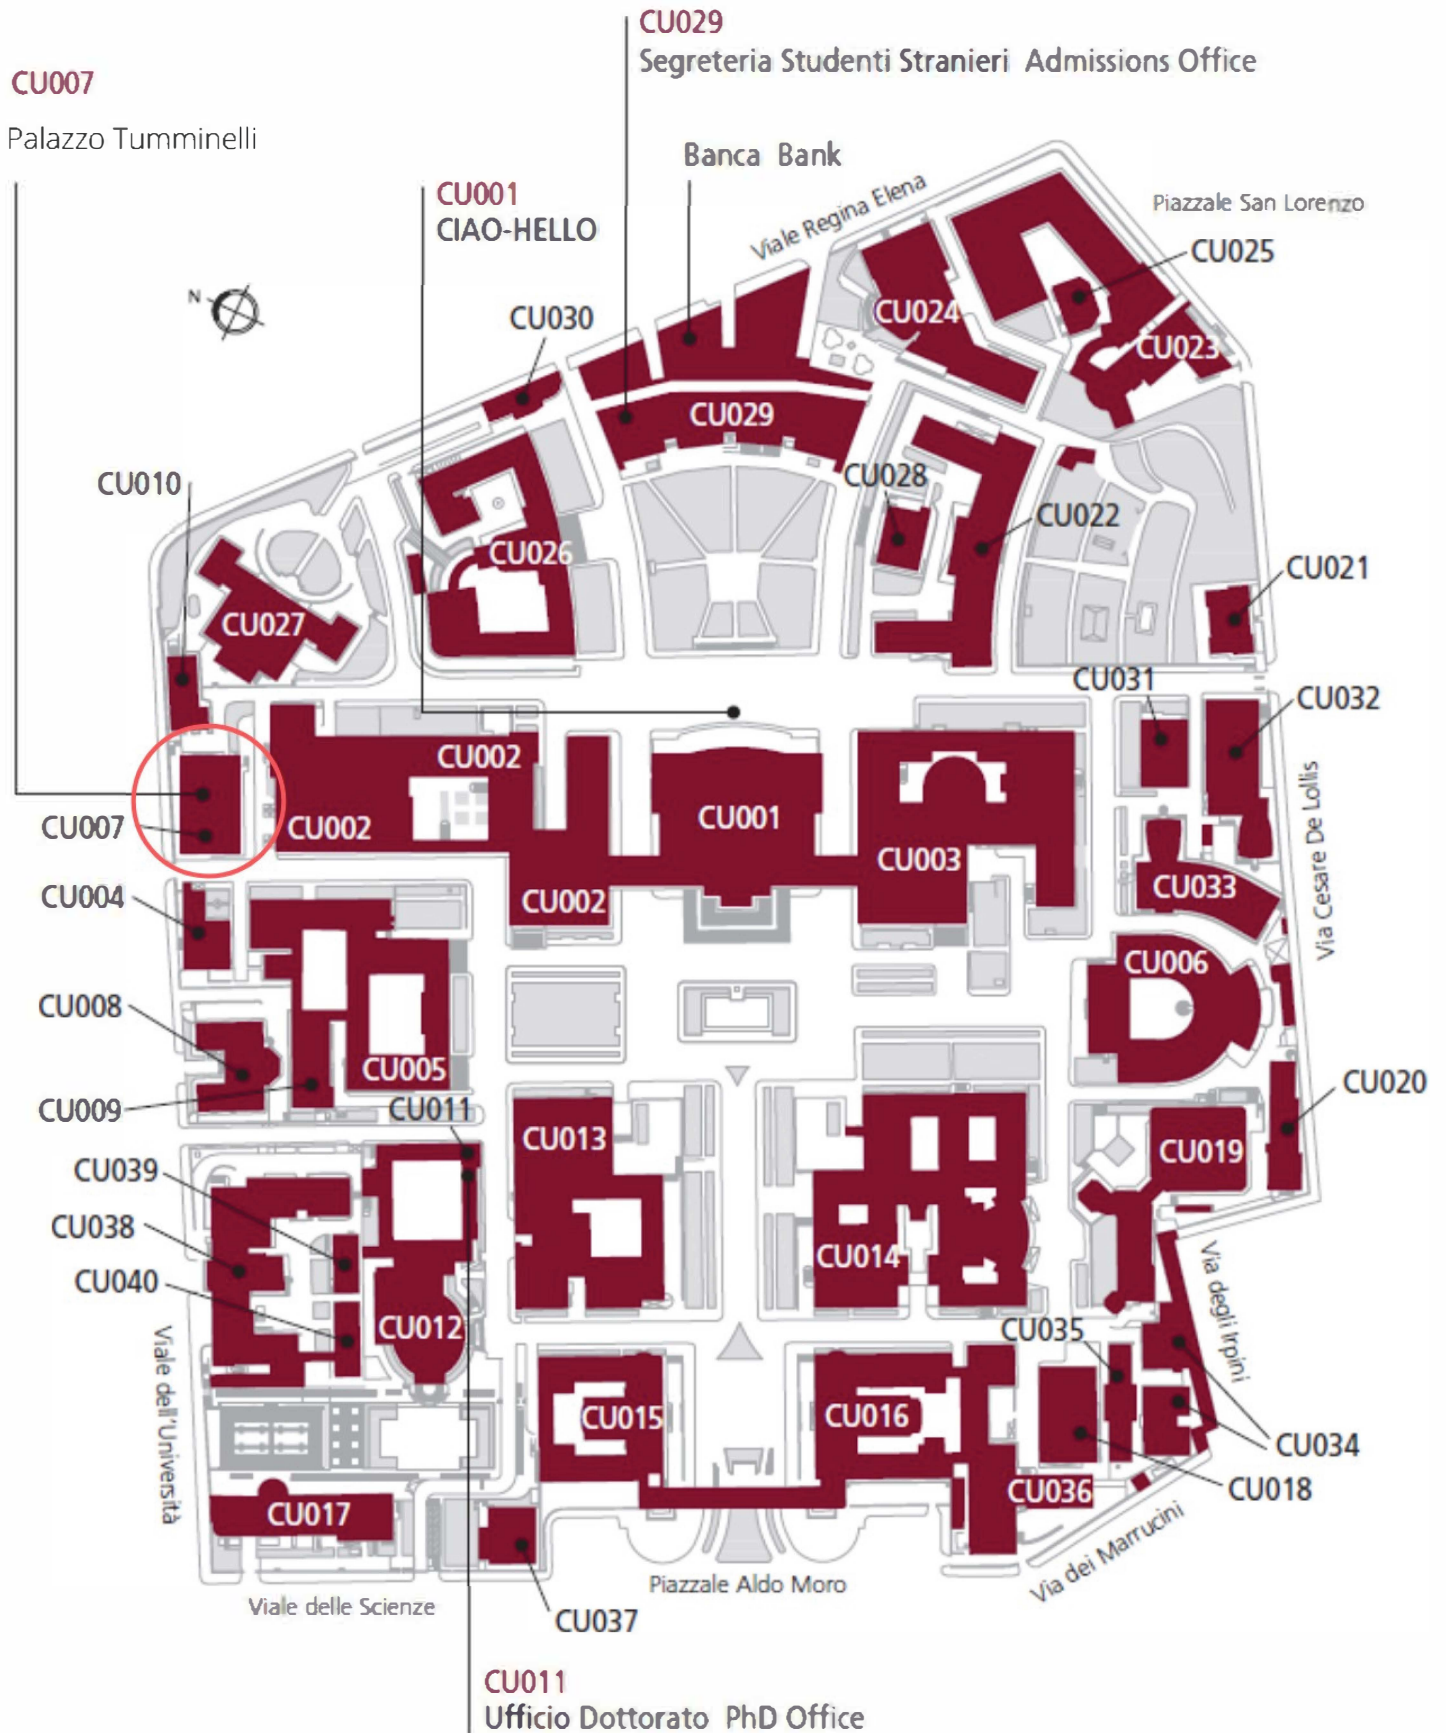 CU029
Segreteria Studenti Stranieri Admissions Office
CU007
Palazzo Tumminelli
Banca Bank
CU001
CIAO-HELLO
Viale Regina Elena
Piazzale San Lorenzo
CU025
N
CU030
CU024
CU023
CU029
CU010
CU028
CU022
CU026
CU021
CU027
CU031
CU032
CU002
CU001
CU007
CU002
CU003
Via Cesare De Lollis
CU004
CU002
CU033
CU006
CU008
CU005
CU009
CU011
CU020
CU013
CU019
CU039
CU038
CU014
CU040
Via degli Irpini
CU012
CU035
Viale dell'Università
CU015
CU016
CU034
CU018
CU036
CU017
Via dei Marrucini
Piazzale Aldo Moro
Viale delle Scienze
CU037
CU011
Ufficio Dottorato PhD Office